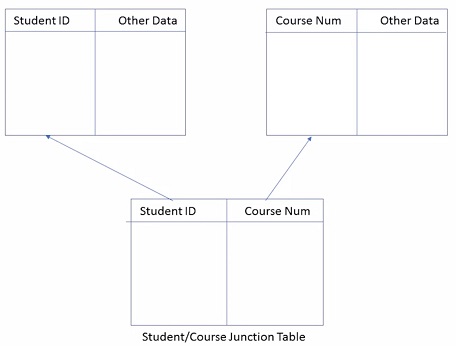 Student ID Other Data
Course Num Other Data
Student ID Course Num
Student/Course Junction Table